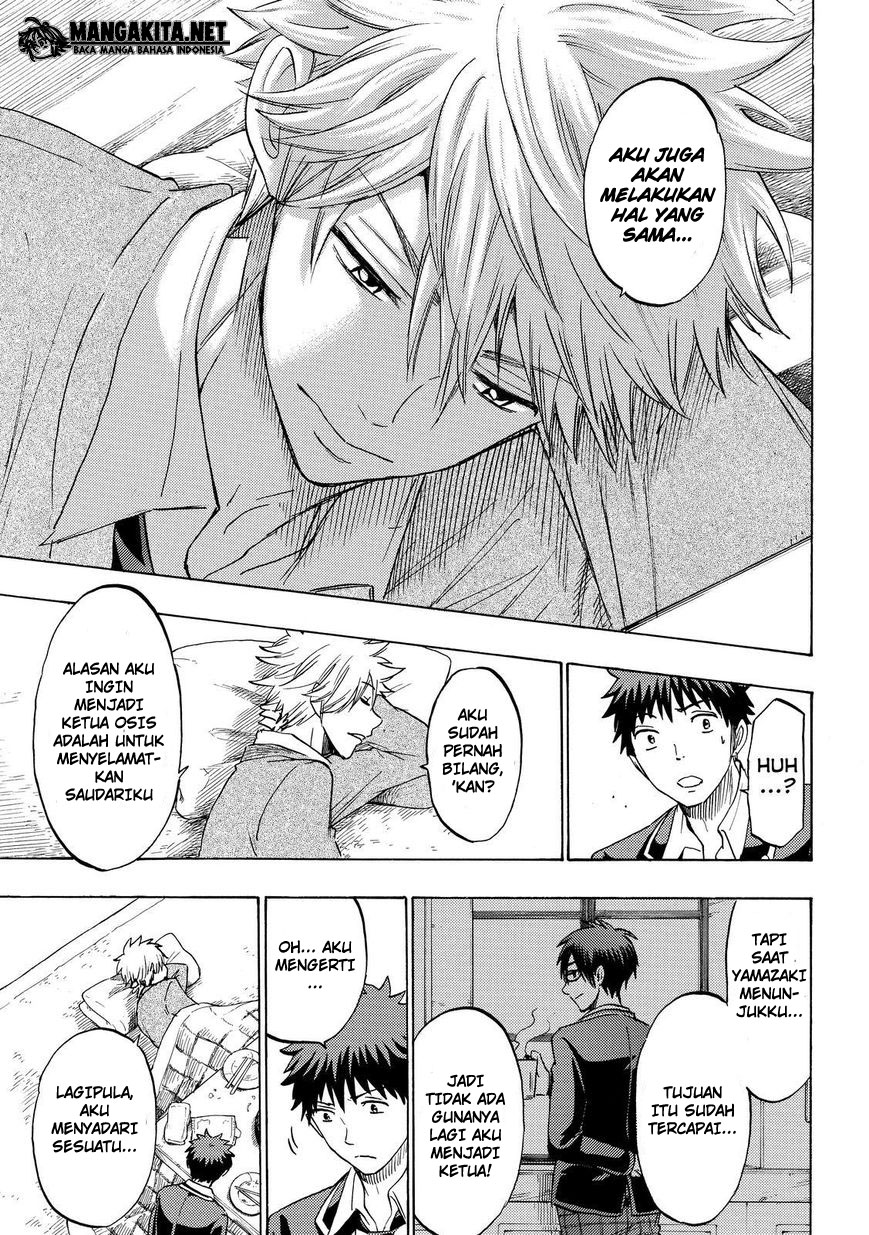 MANGAKITA.NET
BACA MANGA BAHASA INDONESIA
AKU JUGA
AKAN
MELAKUKAN
HAL YANG
SAMA...
HUH
...?
AKU
SUDAH
PERNAH
BILANG,
'KAN?
ALASAN AKU
INGIN
MENJADI
KETUA OSIS
ADALAH UNTUK
MENYELAMAT-
KAN
SAUDARIKU
TAPI
SAAT
YAMAZAKI
MENUN-
JUKKU...
TUJUAN
ITU SUDAH
TERCAPAI...
JADI
TIDAK ADA
GUNANYA
LAGI AKU
MENJADI
KETUA!
OH... AKU
MENGERTI
...
LAGIPULA,
AKU
MENYADARI
SESUATU...